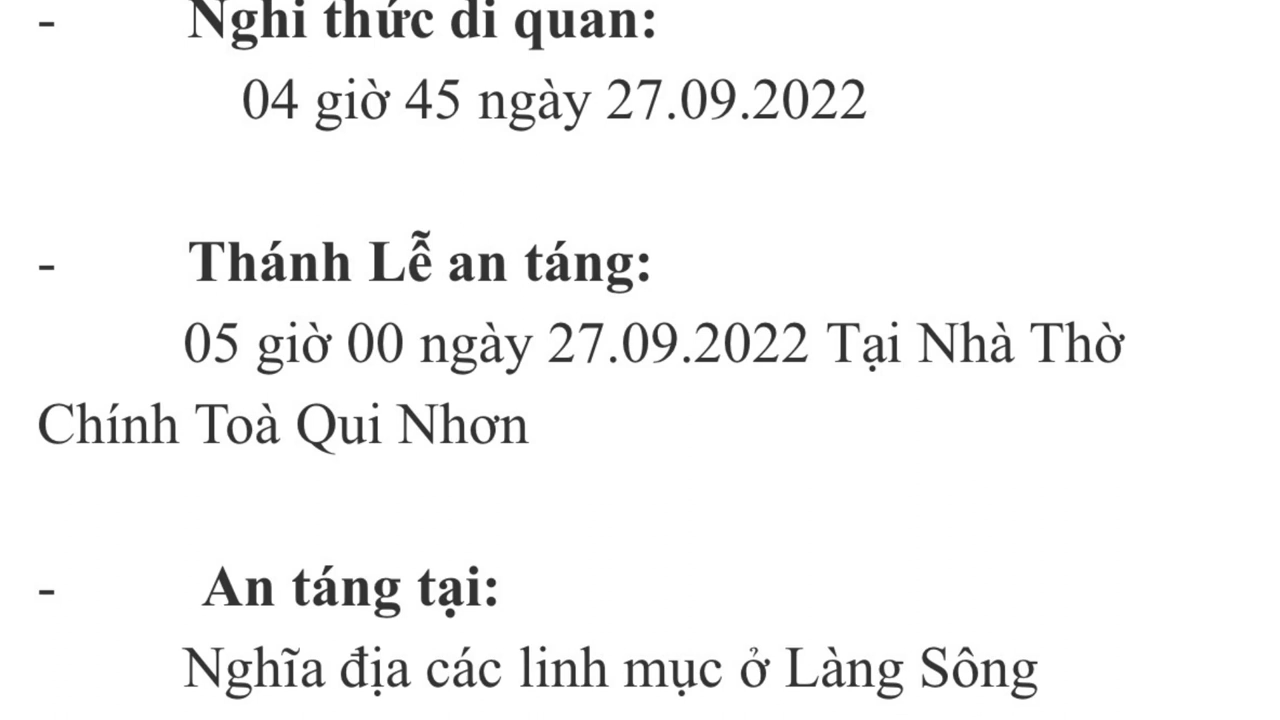 - Nghi thức di quan:
04 giờ 45 ngày 27.09.2022
- Thánh Lễ an táng:
05 giờ 00 ngày 27.09.2022 Tại Nhà Thờ
Chính Toà Qui Nhơn
- An táng tại:
Nghĩa địa các linh mục ở Làng Sông